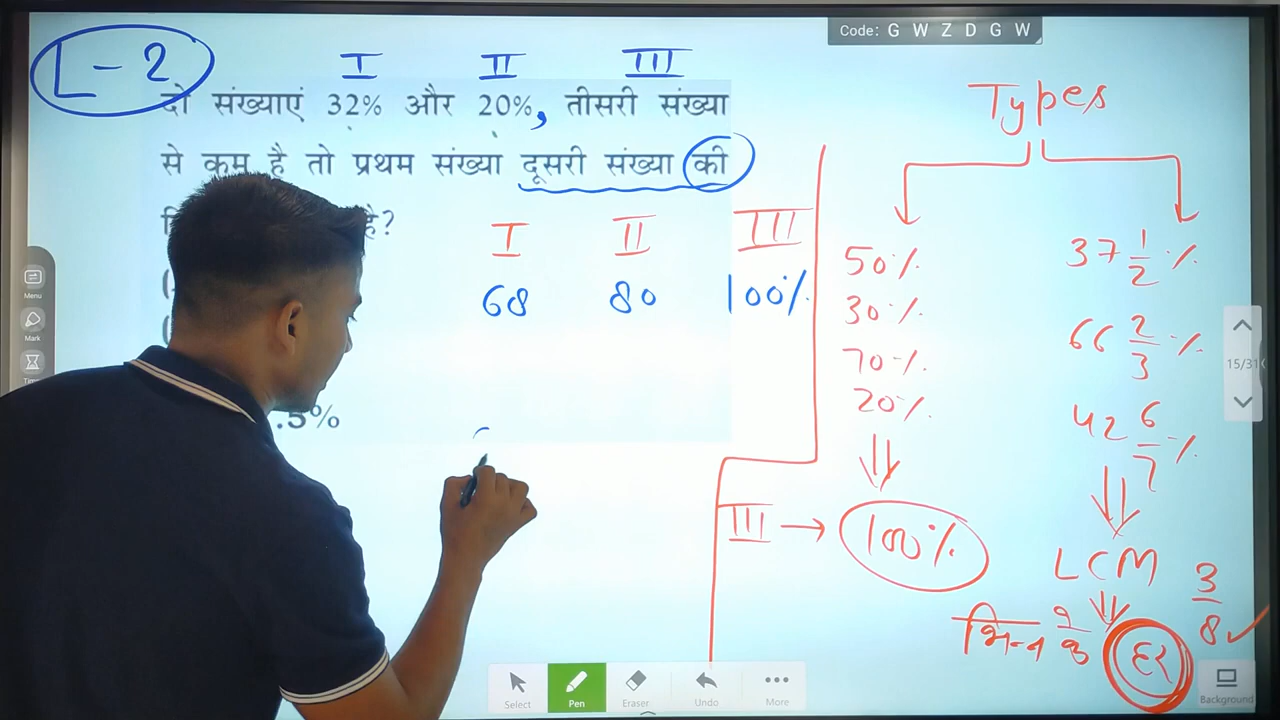 Code: G W Z D G W
L - 2
I II III
दो संख्याएं 32% और 20%, तीसरी संख्या
से कम है तो प्रथम संख्या दूसरी संख्या की
है?
I II III
68 80 100%
.5%
Types
50%
30%
70%
20%
III → 100%
37 1/2 %
66 2/3 %
42 6/7 %
LCM
भिन्न
हर
3/8 ✓
Menu
Mark
15/31
Select
Pen
Eraser
Undo
More
Background